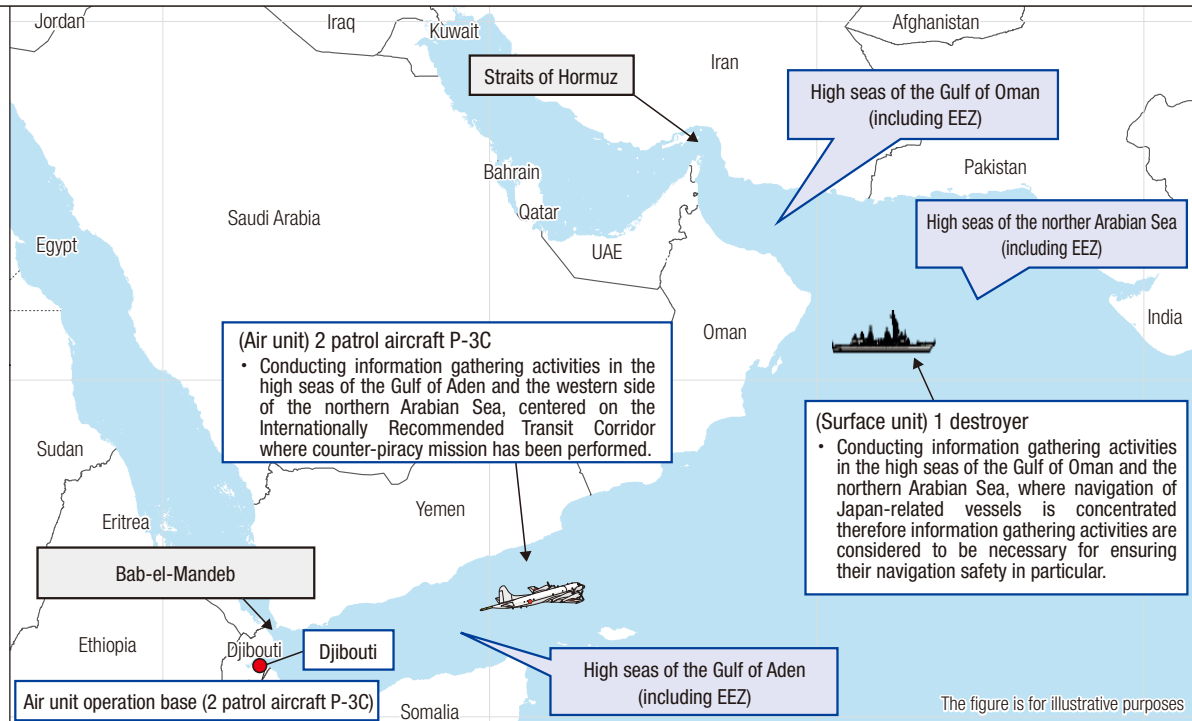 Jordan
Iraq
Kuwait
Iran
Afghanistan
Straits of Hormuz
High seas of the Gulf of Oman
(including EEZ)
Pakistan
Bahrain
Qatar
Saudi Arabia
UAE
Egypt
High seas of the norther Arabian Sea
(including EEZ)
India
Oman
(Air unit) 2 patrol aircraft P-3C
• Conducting information gathering activities in the
high seas of the Gulf of Aden and the western side
of the northern Arabian Sea, centered on the
Internationally Recommended Transit Corridor
where counter-piracy mission has been performed.
(Surface unit) 1 destroyer
• Conducting information gathering activities
in the high seas of the Gulf of Oman and the
northern Arabian Sea, where navigation of
Japan-related vessels is concentrated
therefore information gathering activities are
considered to be necessary for ensuring
their navigation safety in particular.
Sudan
Eritrea
Yemen
Bab-el-Mandeb
Ethiopia
Djibouti
Djibouti
High seas of the Gulf of Aden
(including EEZ)
Air unit operation base (2 patrol aircraft P-3C)
Somalia
The figure is for illustrative purposes